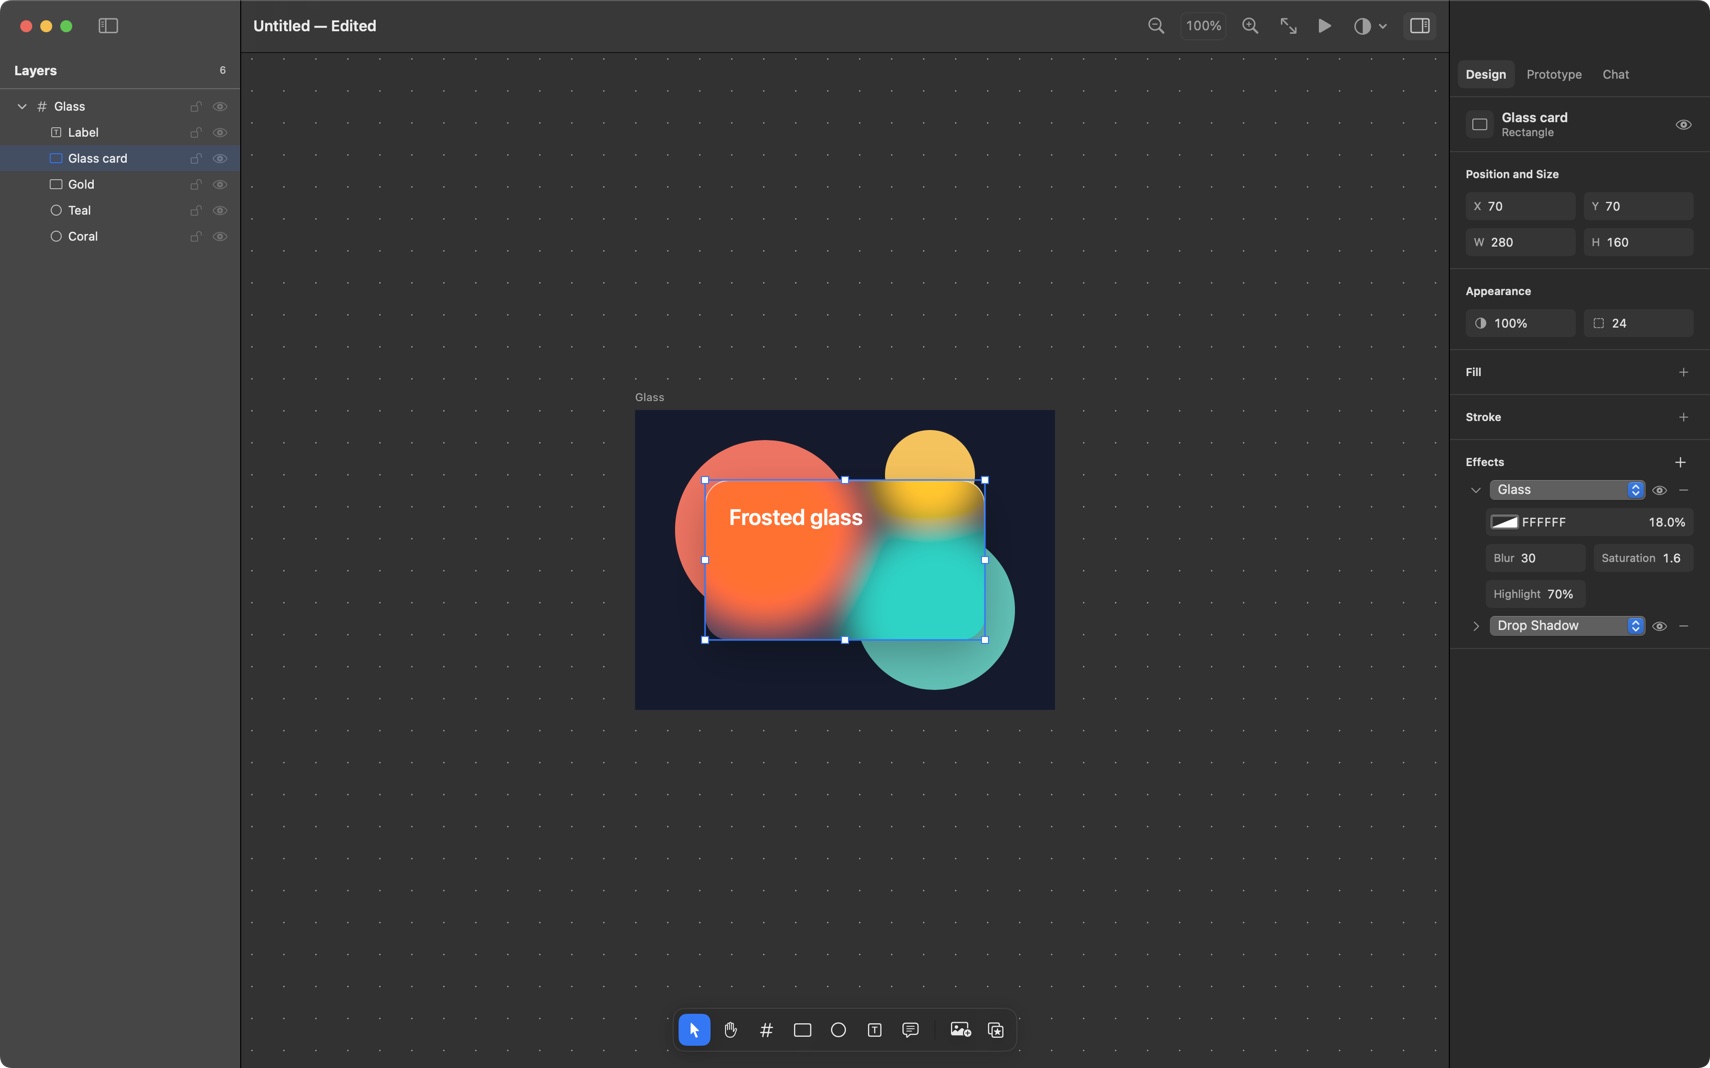 Untitled — Edited
100%
Layers
6
Glass
Label
Glass card
Gold
Teal
Coral
Glass
Frosted glass
Design
Prototype
Chat
Glass card
Rectangle
Position and Size
X 70
Y 70
W 280
H 160
Appearance
100%
24
Fill
Stroke
Effects
Glass
FFFFFF
18.0%
Blur 30
Saturation 1.6
Highlight 70%
Drop Shadow